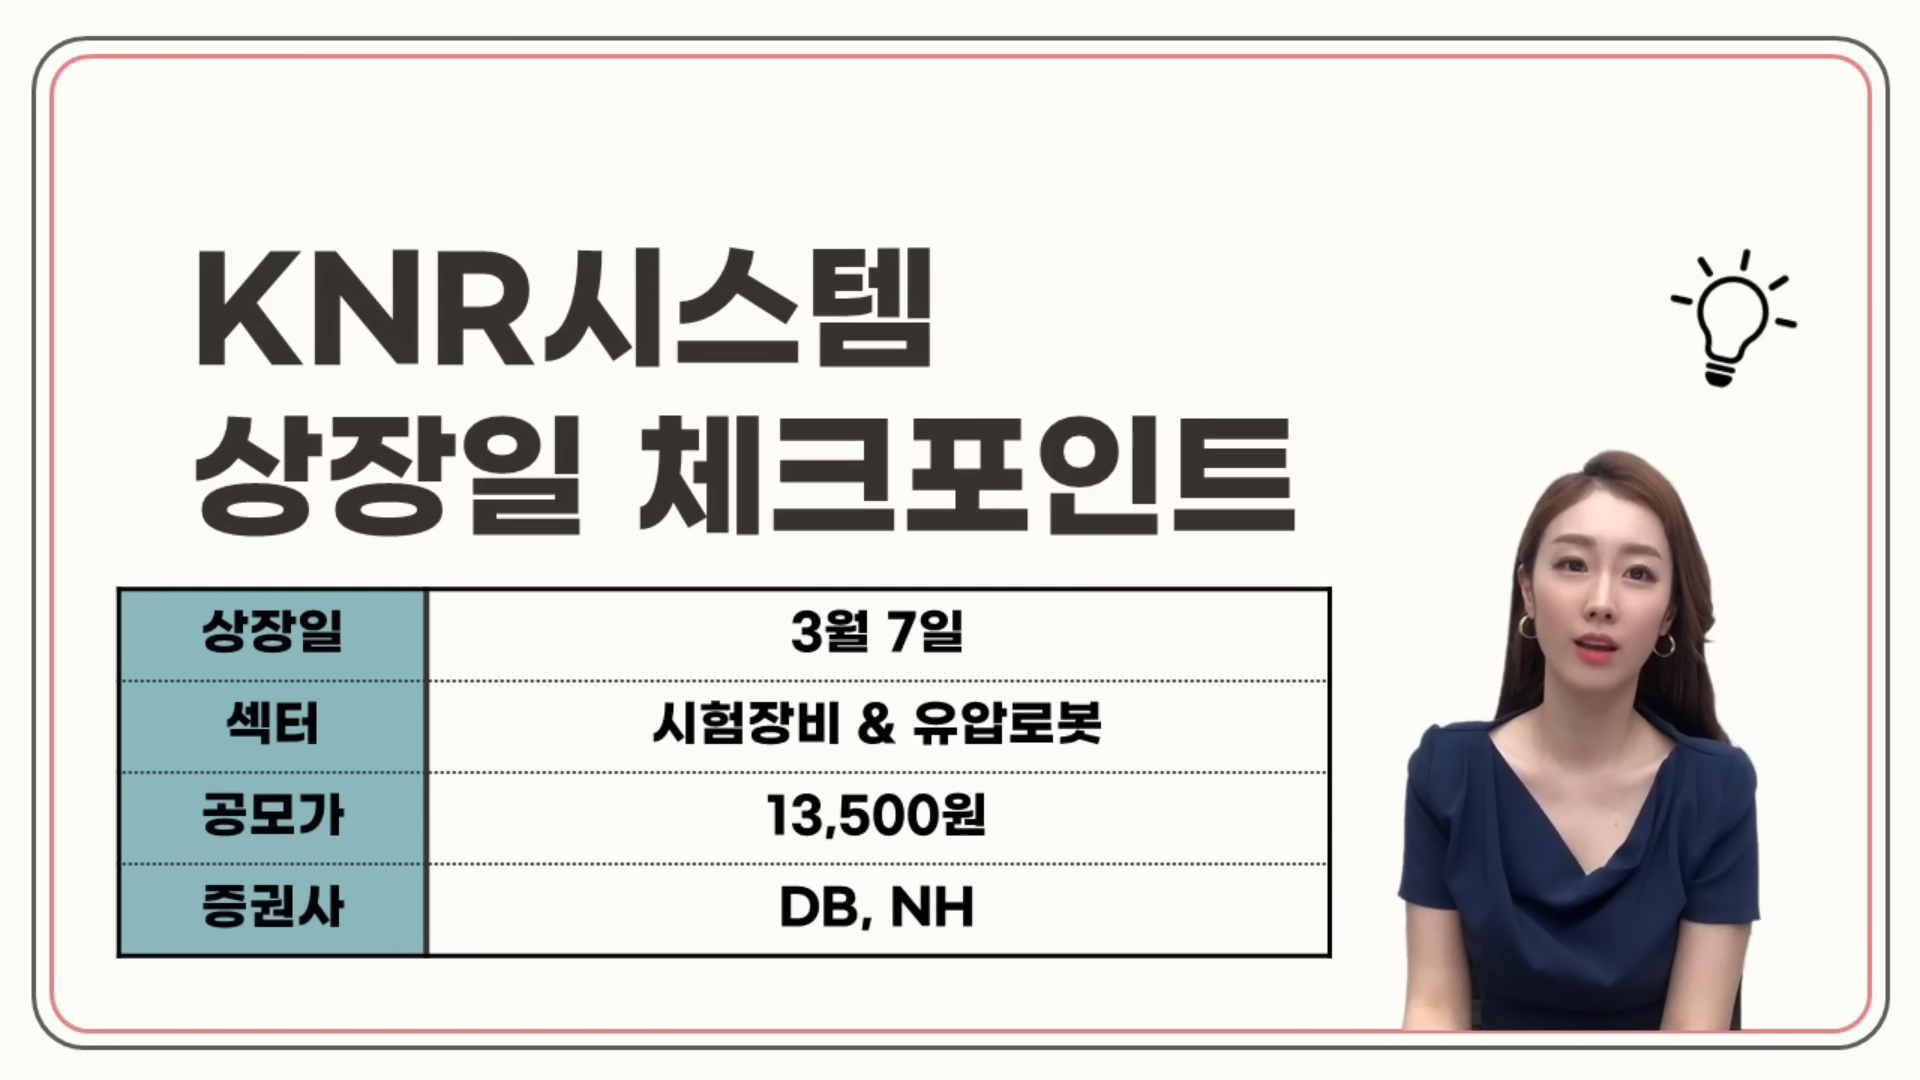 KNR시스템
상장일 체크포인트
상장일 3월 7일
섹터 시험장비 & 유압로봇
공모가 13,500원
증권사 DB, NH